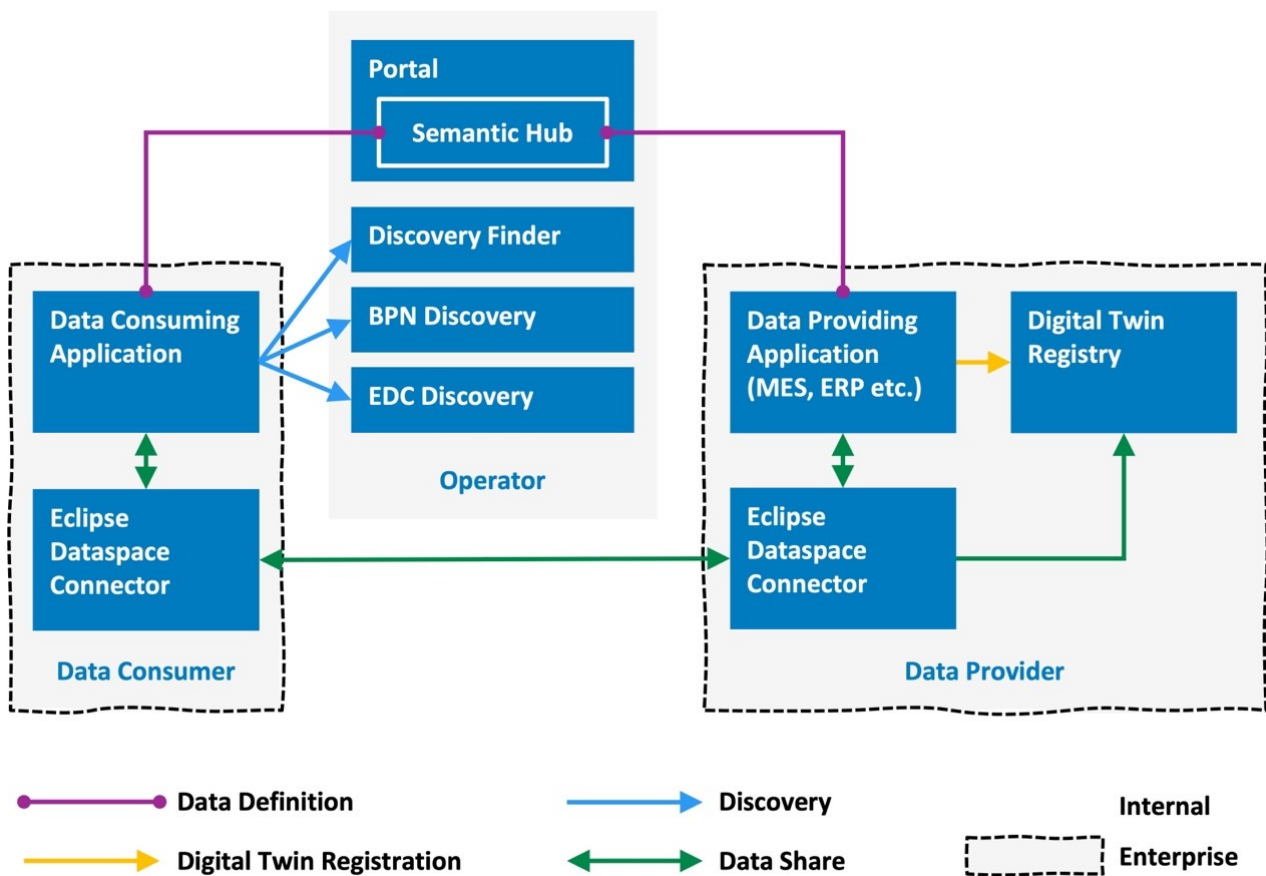 Portal
Semantic Hub
Discovery Finder
BPN Discovery
EDC Discovery
Operator
Data Consuming
Application
Eclipse
Dataspace
Connector
Data Consumer
Data Providing
Application
(MES, ERP etc.)
Digital Twin
Registry
Eclipse
Dataspace
Connector
Data Provider
Data Definition
Discovery
Internal
Digital Twin Registration
Data Share
Enterprise